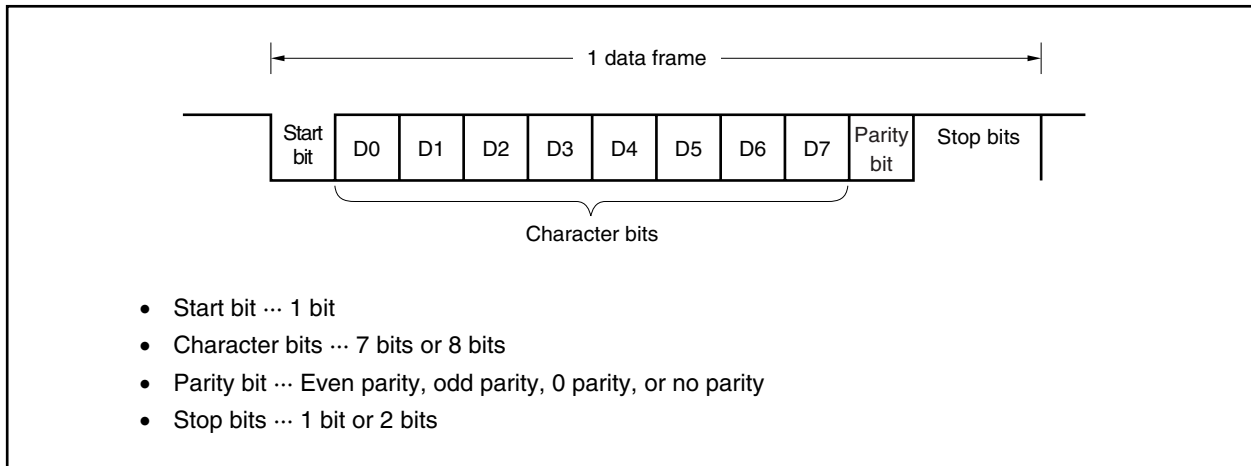 1 data frame
Start bit D0 D1 D2 D3 D4 D5 D6 D7 Parity bit Stop bits
Character bits
• Start bit ··· 1 bit
• Character bits ··· 7 bits or 8 bits
• Parity bit ··· Even parity, odd parity, 0 parity, or no parity
• Stop bits ··· 1 bit or 2 bits